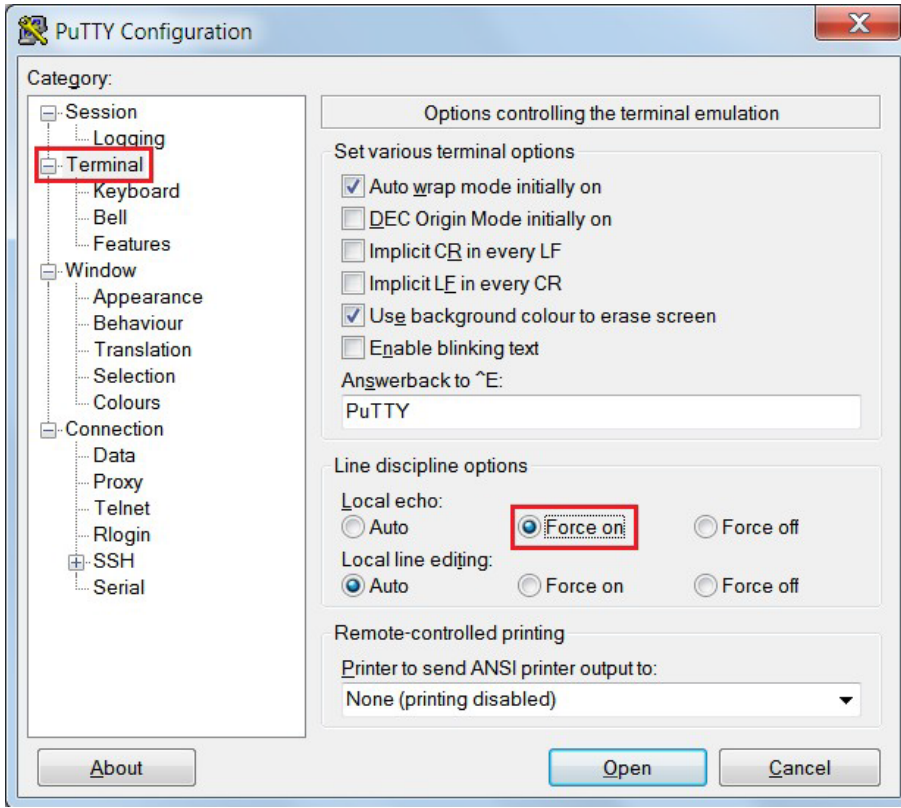 PuTTY Configuration
Category:
Session
Logging
Terminal
Keyboard
Bell
Features
Window
Appearance
Behaviour
Translation
Selection
Colours
Connection
Data
Proxy
Telnet
Rlogin
SSH
Serial
Options controlling the terminal emulation
Set various terminal options
Auto wrap mode initially on
DEC Origin Mode initially on
Implicit CR in every LF
Implicit LF in every CR
Use background colour to erase screen
Enable blinking text
Answerback to ^E:
PuTTY
Line discipline options
Local echo:
Auto Force on Force off
Local line editing:
Auto Force on Force off
Remote-controlled printing
Printer to send ANSI printer output to:
None (printing disabled)
About Open Cancel